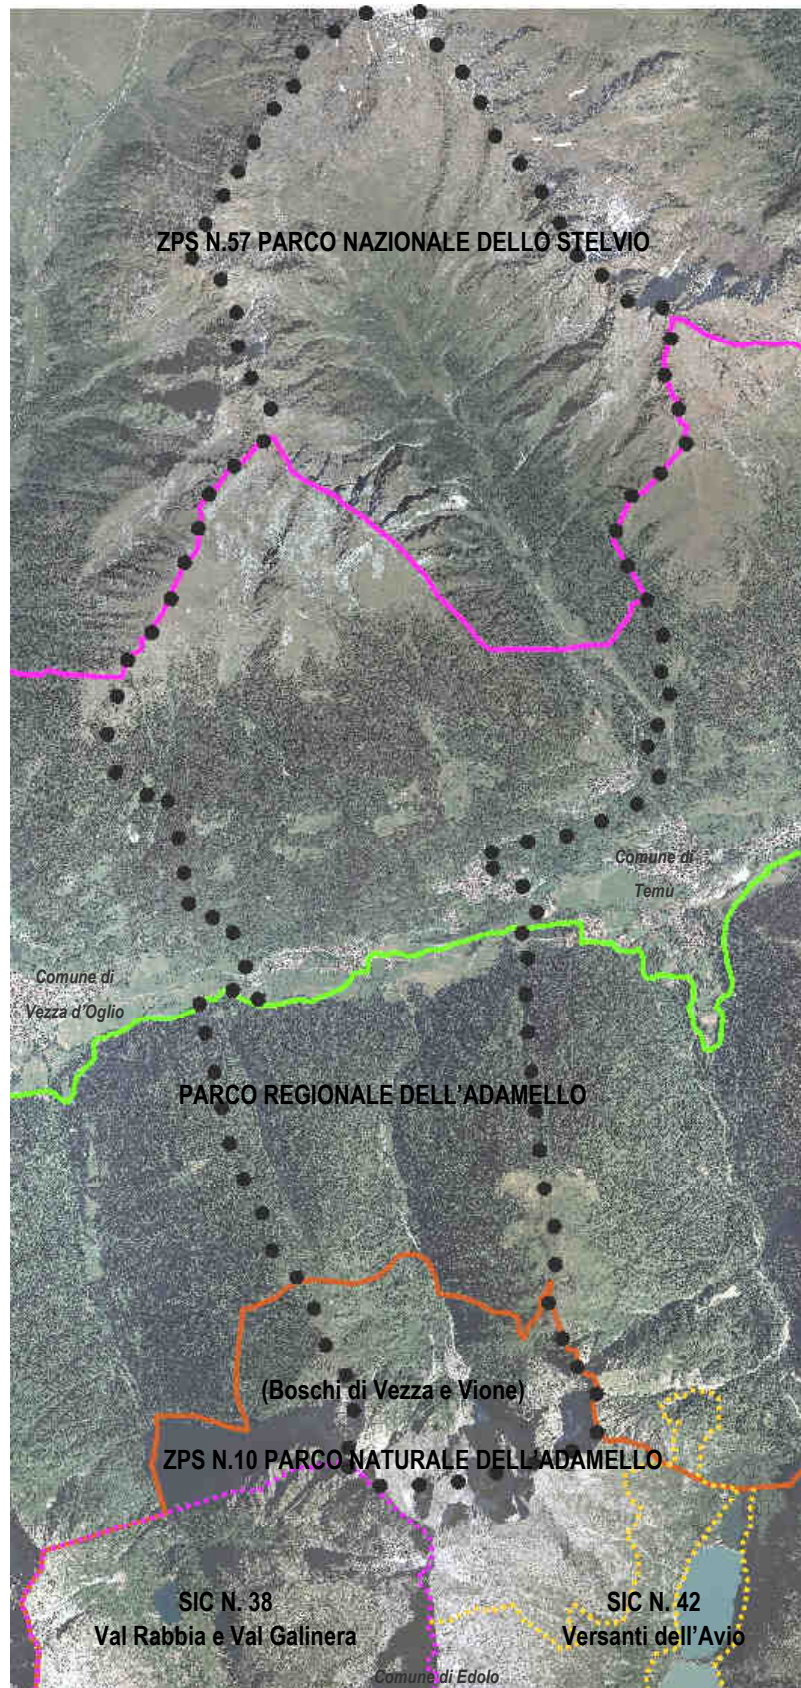 ZPS N.57 PARCO NAZIONALE DELLO STELVIO
Comune di
Temù
Comune di
Vezza d'Oglio
PARCO REGIONALE DELL'ADAMELLO
(Boschi di Vezza e Vione)
ZPS N.10 PARCO NATURALE DELL'ADAMELLO
SIC N. 38
Val Rabbia e Val Galinera
SIC N. 42
Versanti dell'Avio
Comune di Edolo